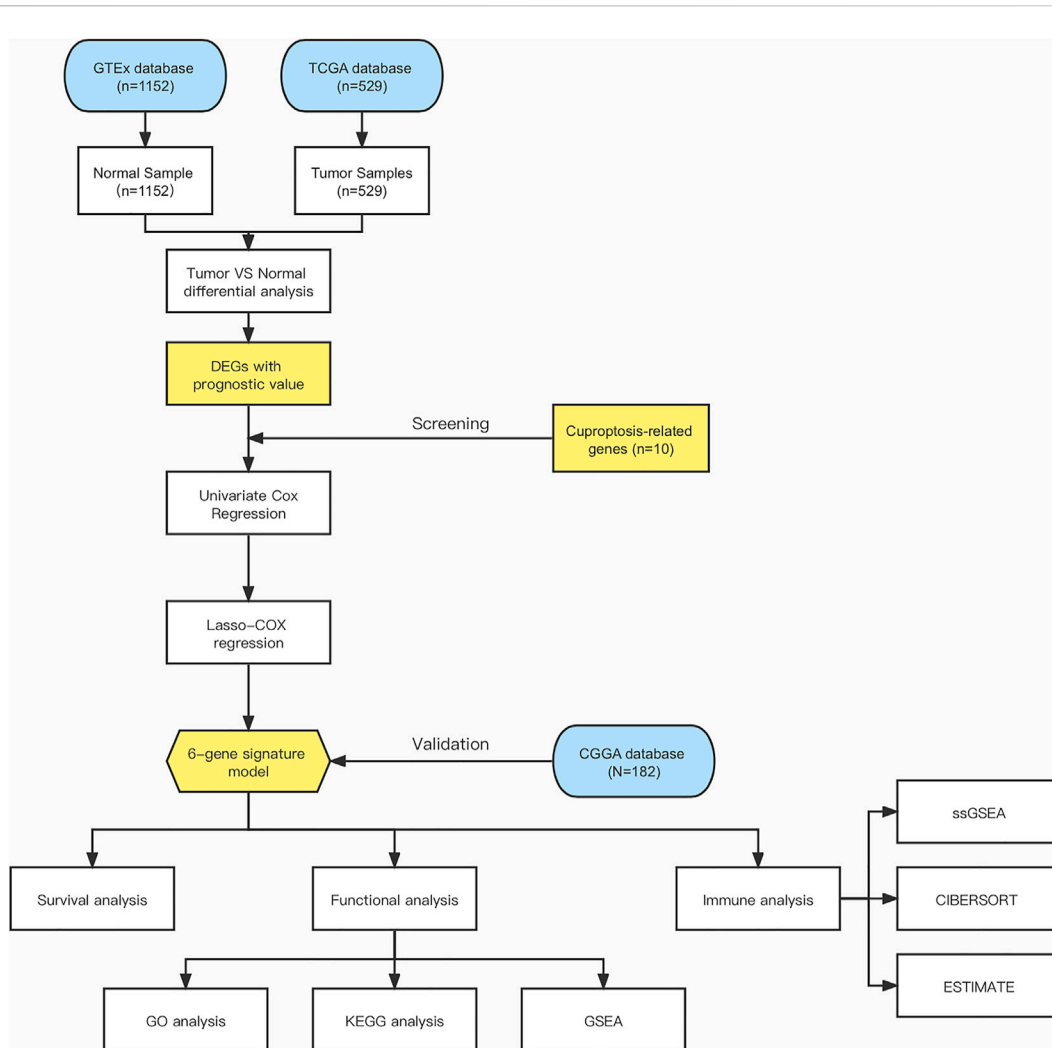 GTEx database
(n=1152)
TCGA database
(n=529)
Normal Sample
(n=1152)
Tumor Samples
(n=529)
Tumor VS Normal
differential analysis
DEGs with
prognostic value
Screening
Cuproptosis-related
genes (n=10)
Univariate Cox
Regression
Lasso-COX
regression
6-gene signature
model
Validation
CGGA database
(N=182)
ssGSEA
Survival analysis
Functional analysis
Immune analysis
CIBERSORT
ESTIMATE
GO analysis
KEGG analysis
GSEA